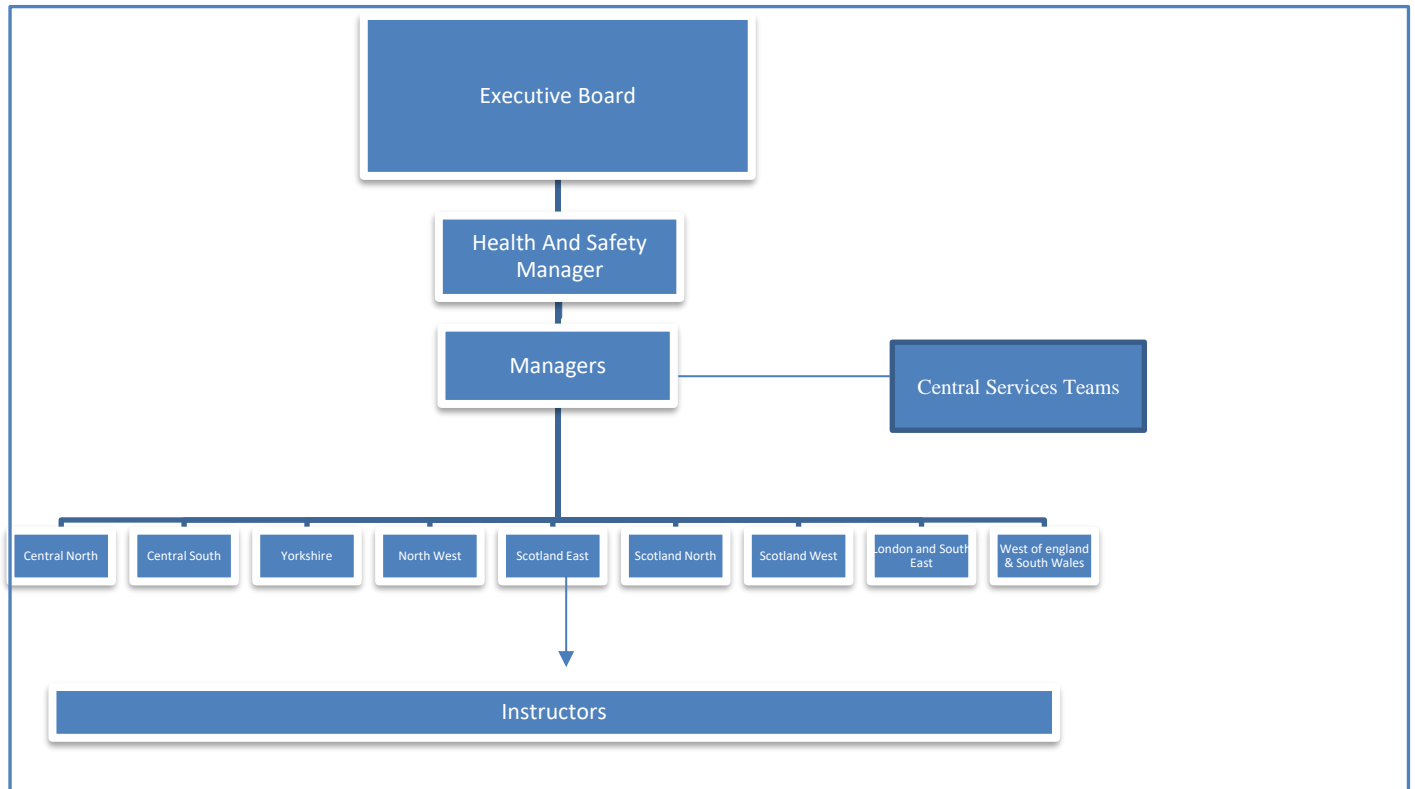 Executive Board
Health And Safety
Manager
Managers
Central Services Teams
Central North
Central South
Yorkshire
North West
Scotland East
Scotland North
Scotland West
London and South
East
West of england
& South Wales
Instructors